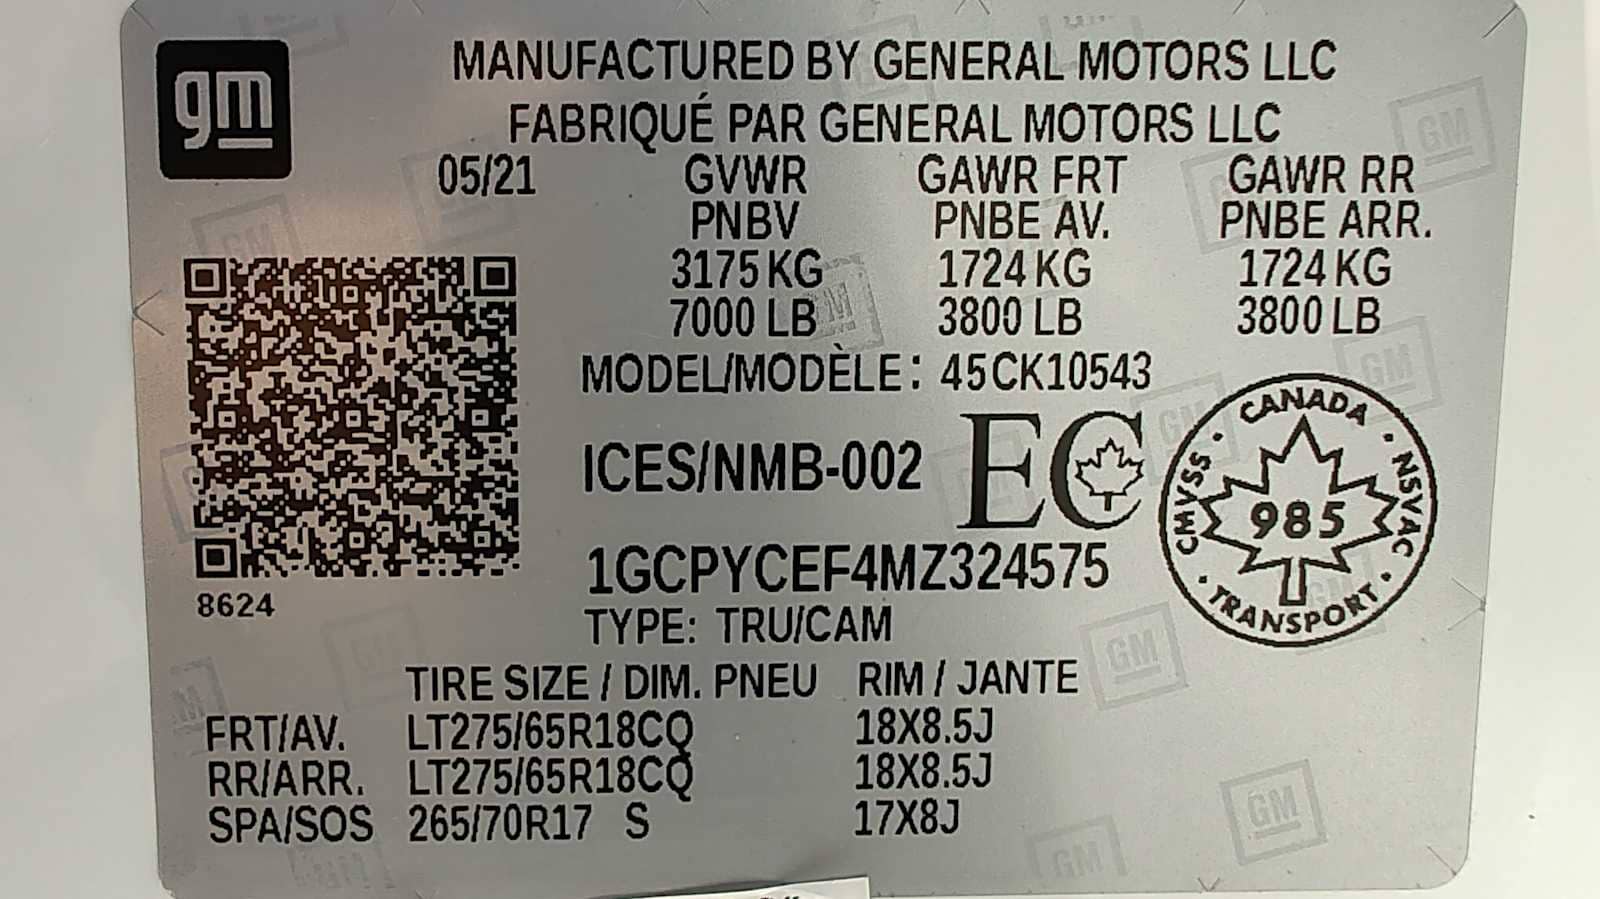 gm
MANUFACTURED BY GENERAL MOTORS LLC
FABRIQUÉ PAR GENERAL MOTORS LLC
05/21 GVWR GAWR FRT GAWR RR
PNBV PNBE AV. PNBE ARR.
3175 KG 1724 KG 1724 KG
7000 LB 3800 LB 3800 LB
MODEL/MODÈLE: 45CK10543
ICES/NMB-002 EC
CANADA
CMVSS · NSVAC
985
TRANSPORT
1GCPYCEF4MZ324575
8624
TYPE: TRU/CAM
TIRE SIZE / DIM. PNEU RIM / JANTE
FRT/AV. LT275/65R18CQ 18X8.5J
RR/ARR. LT275/65R18CQ 18X8.5J
SPA/SOS 265/70R17 S 17X8J